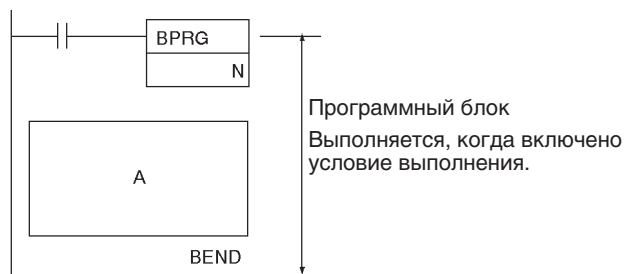 BPRG
N
Программный блок
Выполняется, когда включено
условие выполнения.
A
BEND